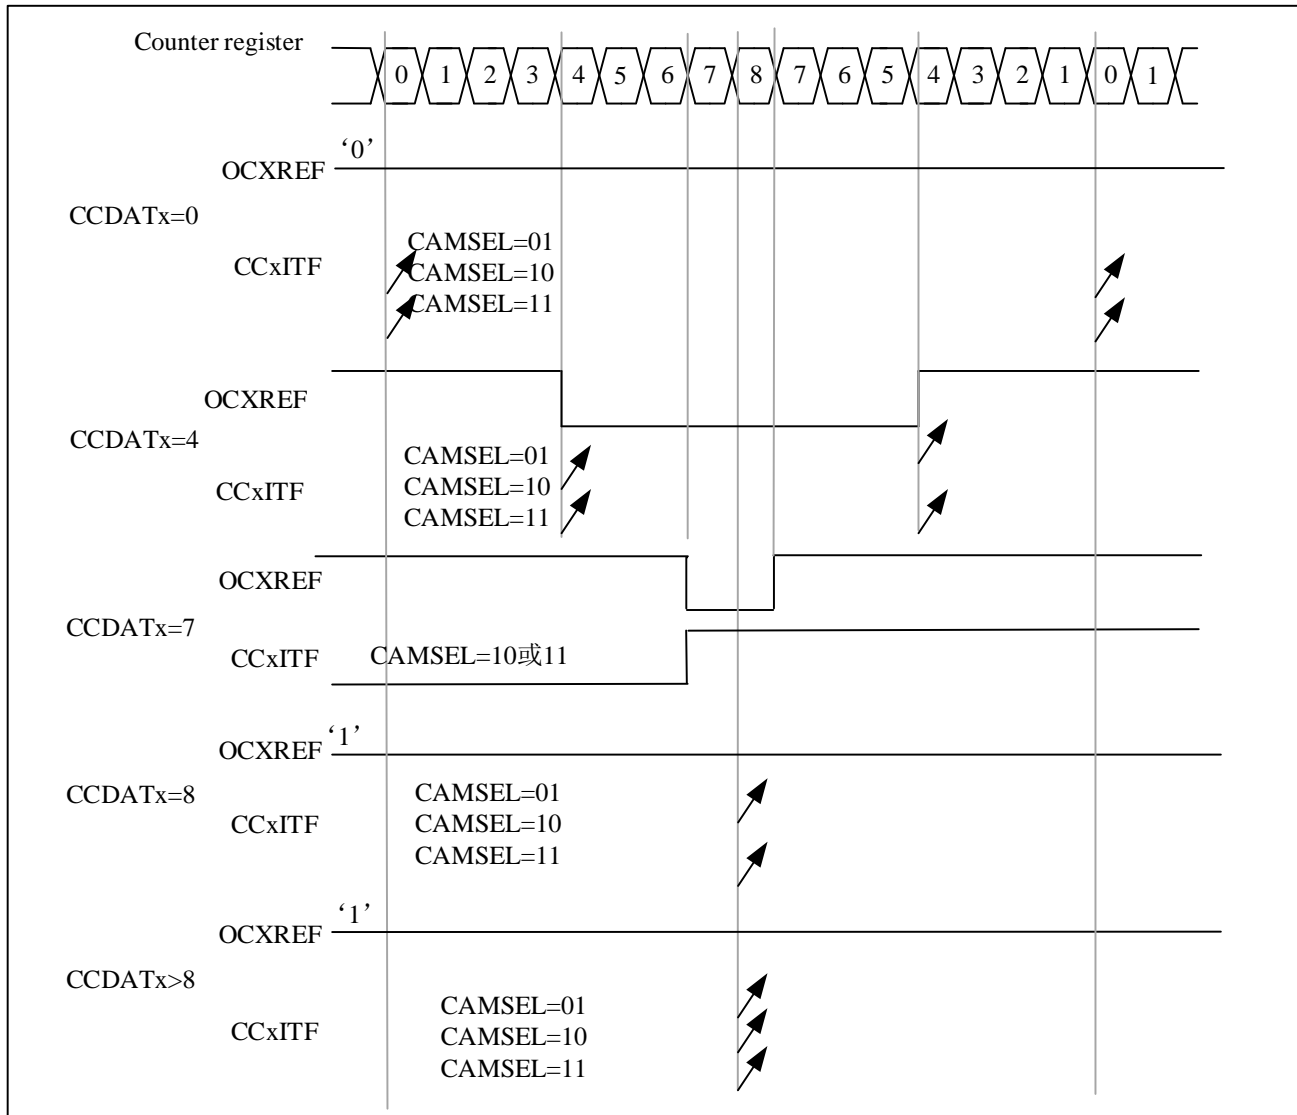 Counter register
0 1 2 3 4 5 6 7 8 7 6 5 4 3 2 1 0 1
‘0’
OCXREF
CCDATx=0
CCxITF
CAMSEL=01
CAMSEL=10
CAMSEL=11
OCXREF
CCDATx=4
CCxITF
CAMSEL=01
CAMSEL=10
CAMSEL=11
OCXREF
CCDATx=7
CCxITF
CAMSEL=10或11
‘1’
OCXREF
CCDATx=8
CCxITF
CAMSEL=01
CAMSEL=10
CAMSEL=11
‘1’
OCXREF
CCDATx>8
CCxITF
CAMSEL=01
CAMSEL=10
CAMSEL=11